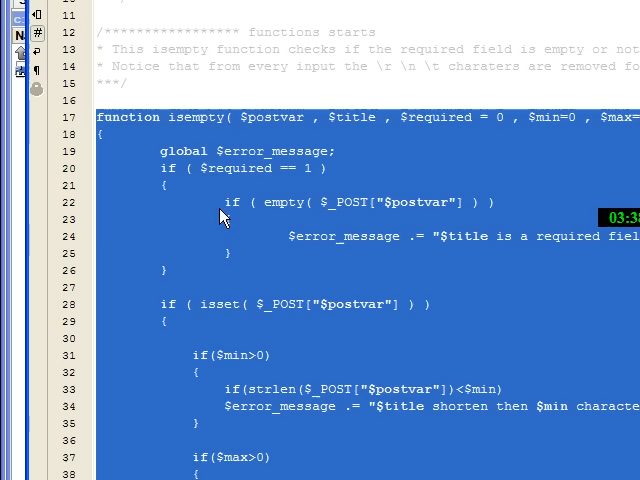 11
12 /***************** functions starts
13 * This isempty function checks if the required field is empty or not
14 * Notice that from every input the \r \n \t charaters are removed fo
15 ***/
16
17 function isempty( $postvar , $title , $required = 0 , $min=0 , $max=
18 {
19 global $error_message;
20 if ( $required == 1 )
21 {
22 if ( empty( $_POST["$postvar"] ) )
23
03:38
24 $error_message .= "$title is a required fiel
25 }
26 }
27
28 if ( isset( $_POST["$postvar"] ) )
29 {
30
31 if($min>0)
32 {
33 if(strlen($_POST["$postvar"])<$min)
34 $error_message .= "$title shorten then $min characte
35 }
36
37 if($max>0)
38 {